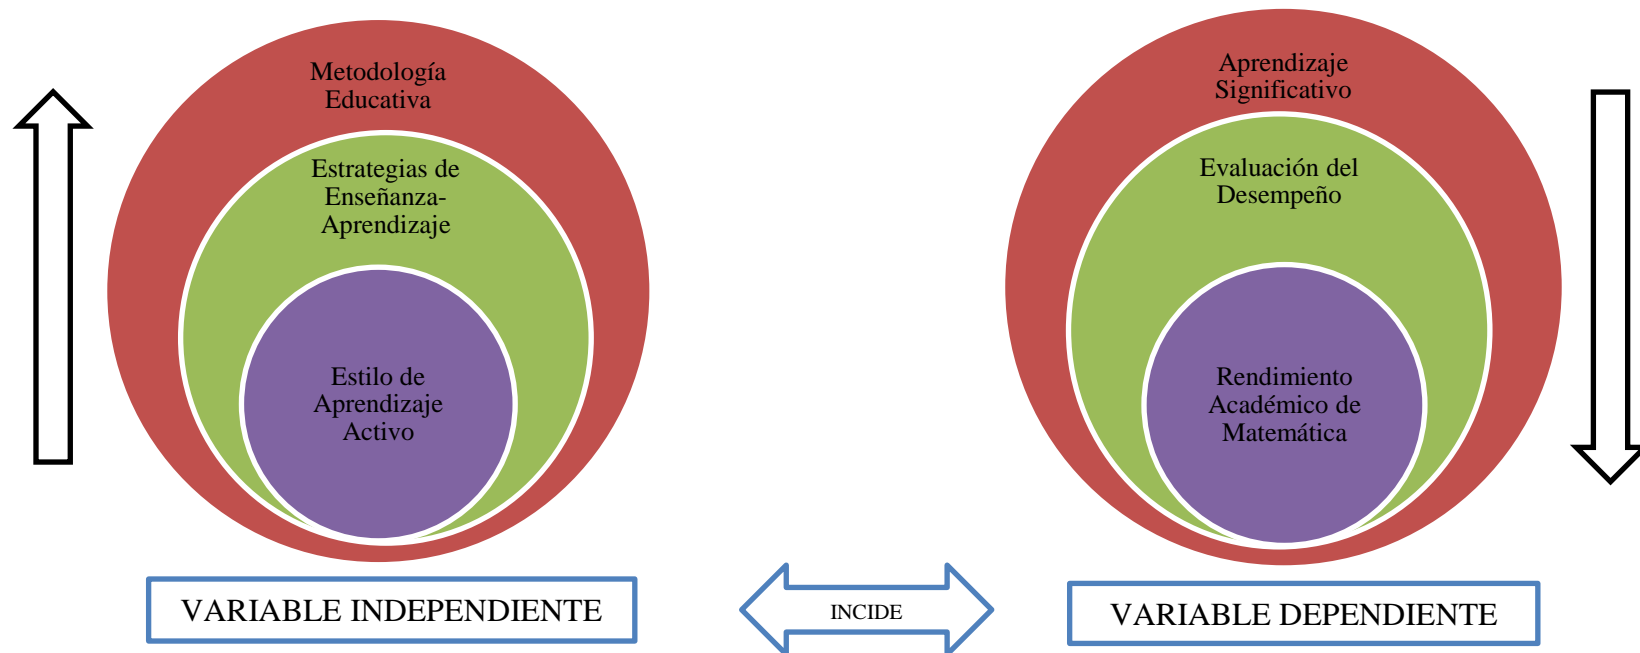 Metodología
Educativa
Estrategias de
Enseñanza-
Aprendizaje
Estilo de
Aprendizaje
Activo
VARIABLE INDEPENDIENTE
INCIDE
Aprendizaje
Significativo
Evaluación del
Desempeño
Rendimiento
Académico de
Matemática
VARIABLE DEPENDIENTE